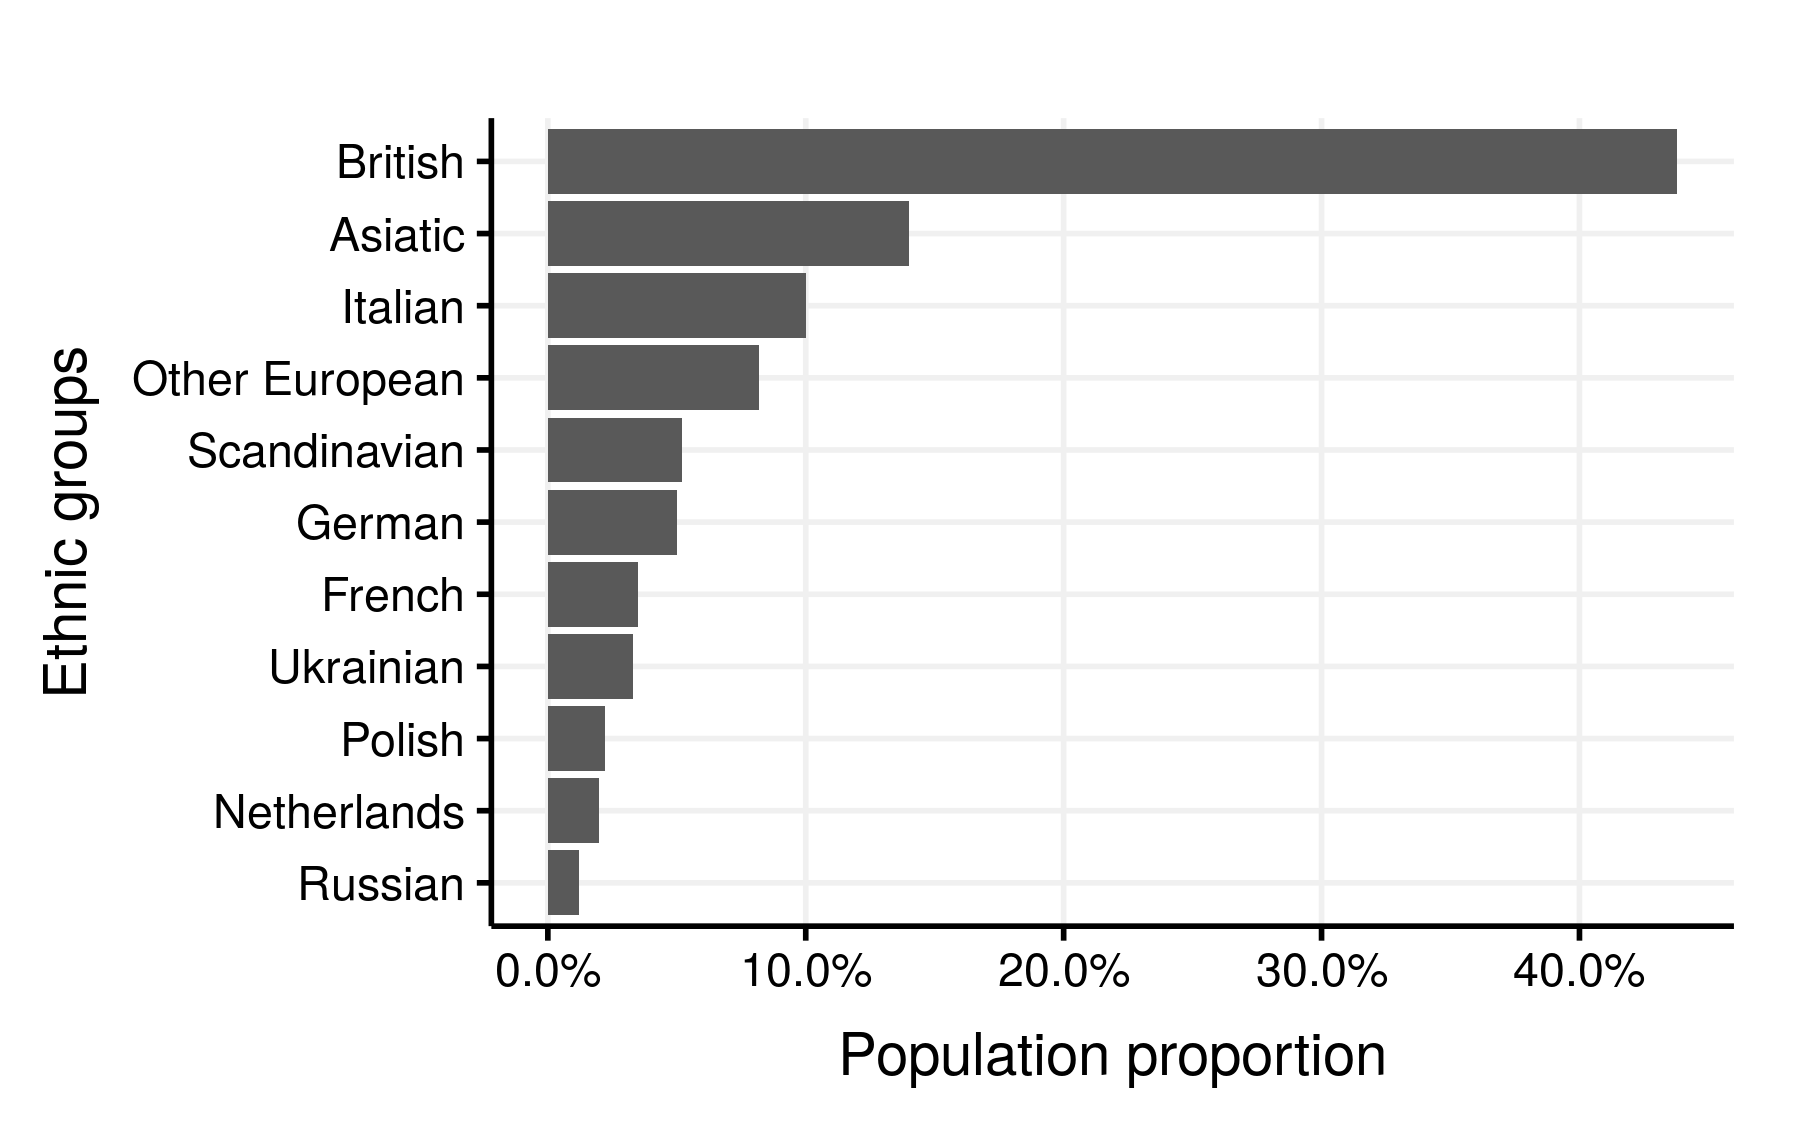 British
Asiatic
Italian
Other European
Scandinavian
German
French
Ukrainian
Polish
Netherlands
Russian
Ethnic groups
0.0% 10.0% 20.0% 30.0% 40.0%
Population proportion